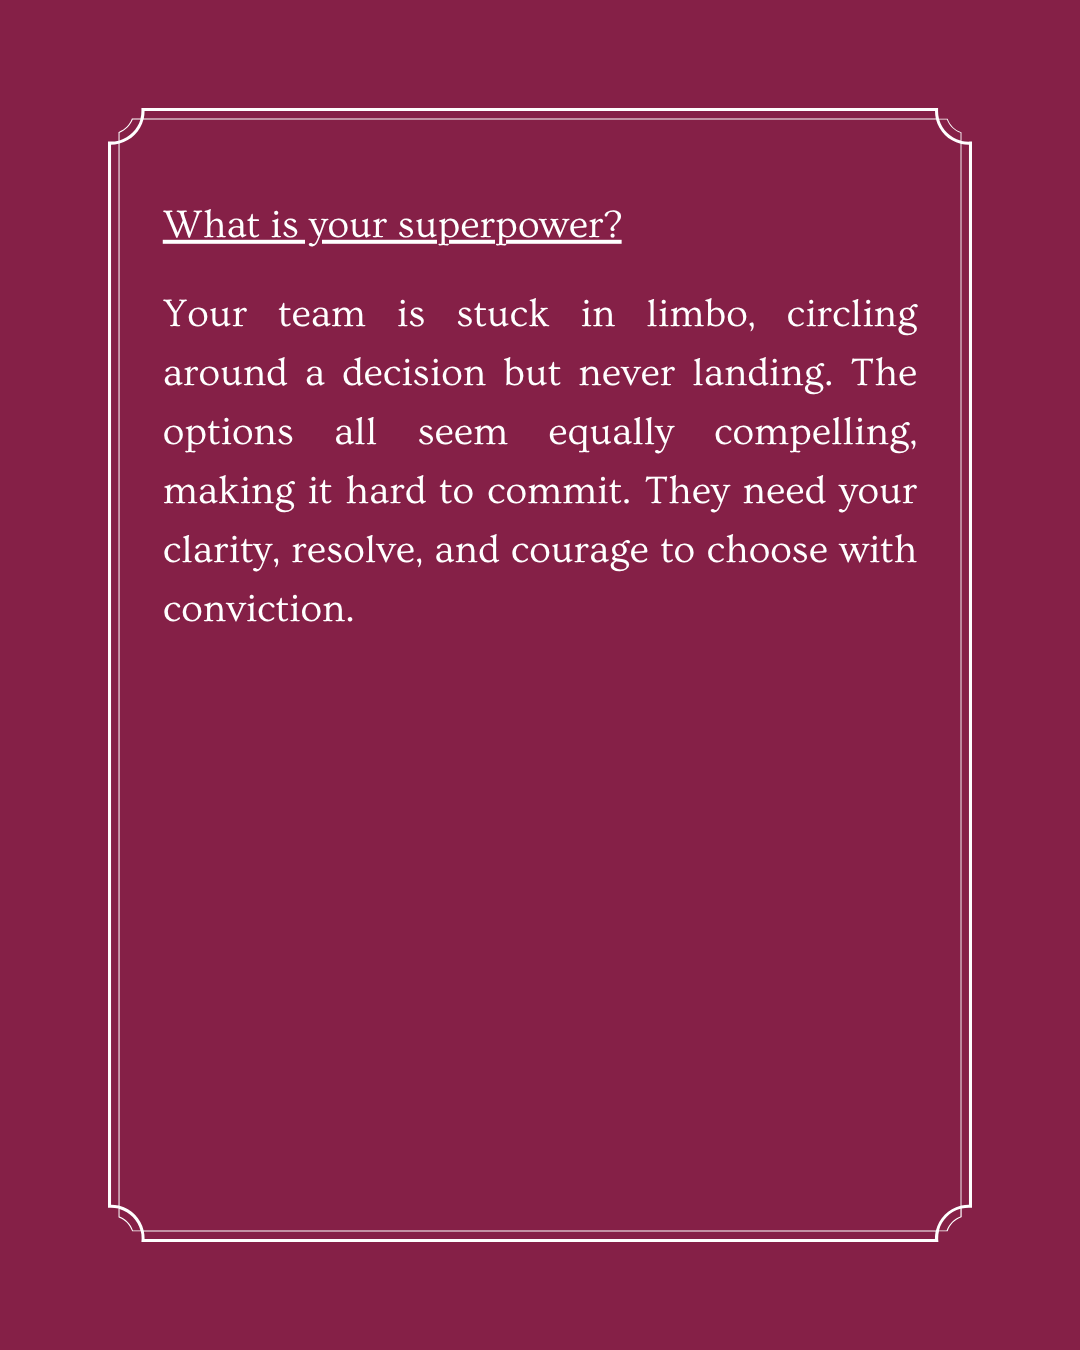 What is your superpower?
Your team is stuck in limbo, circling
around a decision but never landing. The
options all seem equally compelling,
making it hard to commit. They need your
clarity, resolve, and courage to choose with
conviction.